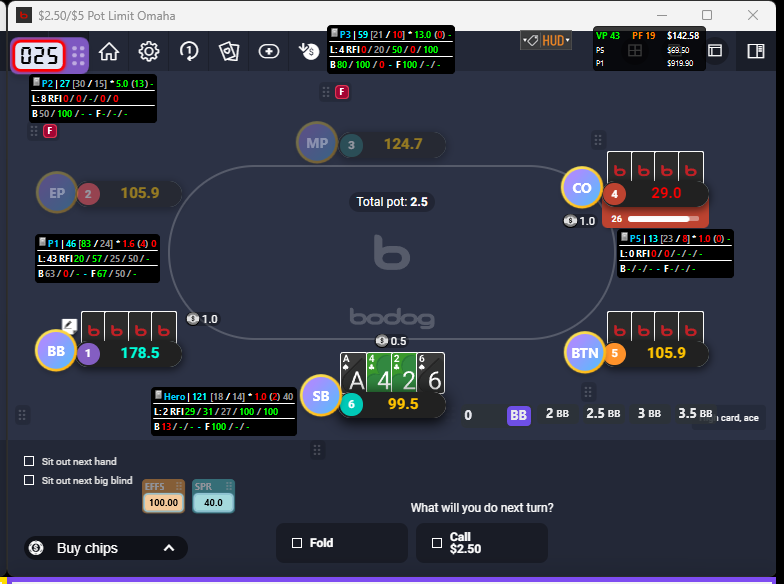 $2.50/$5 Pot Limit Omaha
025
P3 | 59 [21 / 10] * 13.0 (0) -
L: 4 RFI 0 / 20 / 50 / 0 / 100
B 80 / 100 / 0 - F 100 / - / -
HUD
VP 43 PF 19 $142.58
P5 $69.50
P1 $919.90
P2 | 27 [30 / 15] * 5.0 (13) -
L: 8 RFI 0 / 0 / - / 0 / 0
B 50 / 100 / - - F - / - / -
F
F
MP 3 124.7
EP 2 105.9
Total pot: 2.5
CO 4 29.0
26
1.0
P5 | 13 [23 / 8] * 1.0 (0) -
L: 0 RFI 0 / 0 / - / - / -
B - / - / - - F - / - / -
P1 | 46 [83 / 24] * 1.6 (4) 0
L: 43 RFI 20 / 57 / 25 / 50 / -
B 63 / 0 / - - F 67 / 50 / -
b
bodog
1.0
BB 1 178.5
0.5
A 4 2 6
A 4 2 6
SB 6 99.5
BTN 5 105.9
Hero | 121 [18 / 14] * 1.0 (2) 40
L: 2 RFI 29 / 31 / 27 / 100 / 100
B 13 / - / - - F 100 / - / -
0 BB 2 BB 2.5 BB 3 BB 3.5 BB card, ace
Sit out next hand
Sit out next big blind
EFFS SPR
100.00 40.0
What will you do next turn?
Buy chips
Fold
Call
$2.50